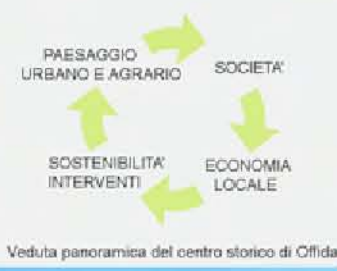 PAESAGGIO
URBANO E AGRARIO
SOCIETA'
ECONOMIA
LOCALE
SOSTENIBILITA'
INTERVENTI
Veduta panoramica del centro storico di Offida